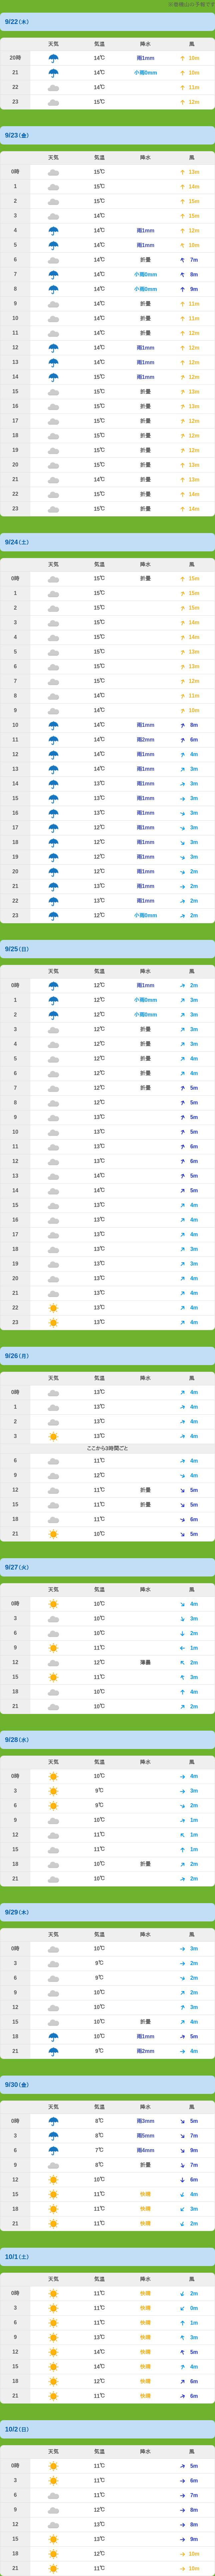 9/22(木)
天気 気温 降水 風
20時 14℃ 雨1mm 10m
21 14℃ 小雨0mm 10m
22 14℃ 11m
23 15℃ 12m
9/23(金)
天気 気温 降水 風
0時 15℃ 13m
1 15℃ 14m
2 15℃ 15m
3 14℃ 15m
4 14℃ 雨1mm 12m
5 14℃ 雨1mm 10m
6 14℃ 折曇 7m
7 14℃ 小雨0mm 8m
8 14℃ 小雨0mm 9m
9 14℃ 折曇 11m
10 14℃ 折曇 11m
11 14℃ 折曇 12m
12 14℃ 雨1mm 12m
13 14℃ 雨1mm 12m
14 15℃ 雨1mm 12m
15 15℃ 折曇 13m
16 15℃ 折曇 13m
17 15℃ 折曇 12m
18 15℃ 折曇 12m
19 15℃ 折曇 12m
20 15℃ 折曇 13m
21 14℃ 折曇 13m
22 15℃ 折曇 14m
23 15℃ 折曇 14m
9/24(土)
天気 気温 降水 風
0時 15℃ 折曇 15m
1 15℃ 15m
2 15℃ 15m
3 15℃ 14m
4 15℃ 14m
5 15℃ 13m
6 15℃ 13m
7 15℃ 12m
8 14℃ 11m
9 14℃ 10m
10 14℃ 雨1mm 8m
11 14℃ 雨2mm 6m
12 14℃ 雨1mm 4m
13 14℃ 雨1mm 3m
14 13℃ 雨1mm 3m
15 13℃ 雨1mm 3m
16 13℃ 雨1mm 3m
17 12℃ 雨1mm 3m
18 12℃ 雨1mm 3m
19 12℃ 雨1mm 3m
20 12℃ 雨1mm 2m
21 13℃ 雨1mm 2m
22 12℃ 雨1mm 2m
23 12℃ 小雨0mm 2m
9/25(日)
天気 気温 降水 風
0時 12℃ 雨1mm 2m
1 12℃ 小雨0mm 3m
2 12℃ 小雨0mm 3m
3 12℃ 折曇 3m
4 12℃ 折曇 3m
5 12℃ 折曇 4m
6 12℃ 折曇 4m
7 12℃ 折曇 5m
8 12℃ 5m
9 13℃ 5m
10 13℃ 5m
11 13℃ 6m
12 13℃ 6m
13 14℃ 5m
14 14℃ 5m
15 13℃ 4m
16 13℃ 4m
17 13℃ 4m
18 13℃ 3m
19 13℃ 3m
20 13℃ 4m
21 13℃ 4m
22 13℃ 4m
23 13℃ 4m
9/26(月)
天気 気温 降水 風
0時 13℃ 4m
1 13℃ 4m
2 13℃ 4m
3 13℃ 4m
ここから3時間ごと
6 11℃ 4m
9 12℃ 4m
12 11℃ 折曇 5m
15 11℃ 折曇 5m
18 11℃ 6m
21 10℃ 5m
9/27(火)
天気 気温 降水 風
0時 10℃ 4m
3 10℃ 3m
6 10℃ 2m
9 11℃ 1m
12 12℃ 薄曇 2m
15 11℃ 3m
18 10℃ 4m
21 10℃ 2m
9/28(水)
天気 気温 降水 風
0時 10℃ 4m
3 9℃ 3m
6 9℃ 2m
9 10℃ 1m
12 11℃ 1m
15 11℃ 1m
18 10℃ 折曇 2m
21 10℃ 2m
9/29(木)
天気 気温 降水 風
0時 10℃ 3m
3 9℃ 2m
6 9℃ 2m
9 10℃ 2m
12 10℃ 3m
15 10℃ 折曇 4m
18 10℃ 雨1mm 5m
21 9℃ 雨2mm 4m
9/30(金)
天気 気温 降水 風
0時 8℃ 雨3mm 5m
3 8℃ 雨5mm 7m
6 7℃ 雨4mm 9m
9 8℃ 折曇 7m
12 10℃ 6m
15 11℃ 快晴 4m
18 11℃ 快晴 3m
21 11℃ 快晴 2m
10/1(土)
天気 気温 降水 風
0時 11℃ 快晴 2m
3 11℃ 快晴 0m
6 11℃ 快晴 1m
9 13℃ 快晴 3m
12 14℃ 快晴 5m
15 14℃ 快晴 4m
18 12℃ 快晴 6m
21 11℃ 快晴 6m
10/2(日)
天気 気温 降水 風
0時 11℃ 5m
3 11℃ 6m
6 11℃ 7m
9 12℃ 8m
12 13℃ 8m
15 13℃ 9m
18 12℃ 10m
21 11℃ 10m